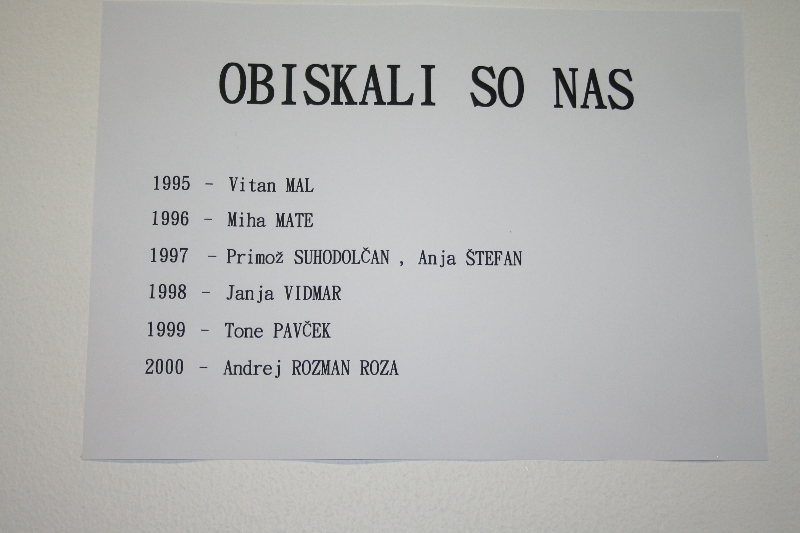 OBISKALI SO NAS
1995 - Vitan MAL
1996 - Miha MATE
1997 - Primož SUHODOLČAN , Anja ŠTEFAN
1998 - Janja VIDMAR
1999 - Tone PAVČEK
2000 - Andrej ROZMAN ROZA